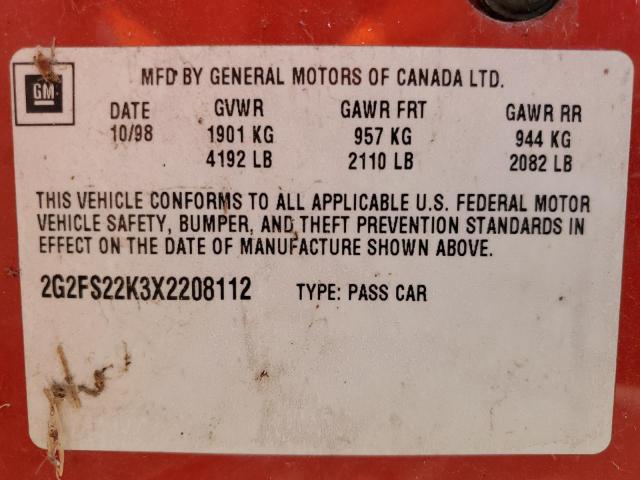 GM
MFD BY GENERAL MOTORS OF CANADA LTD.
DATE GVWR GAWR FRT GAWR RR
10/98 1901 KG 957 KG 944 KG
4192 LB 2110 LB 2082 LB
THIS VEHICLE CONFORMS TO ALL APPLICABLE U.S. FEDERAL MOTOR
VEHICLE SAFETY, BUMPER, AND THEFT PREVENTION STANDARDS IN
EFFECT ON THE DATE OF MANUFACTURE SHOWN ABOVE.
2G2FS22K3X2208112 TYPE: PASS CAR